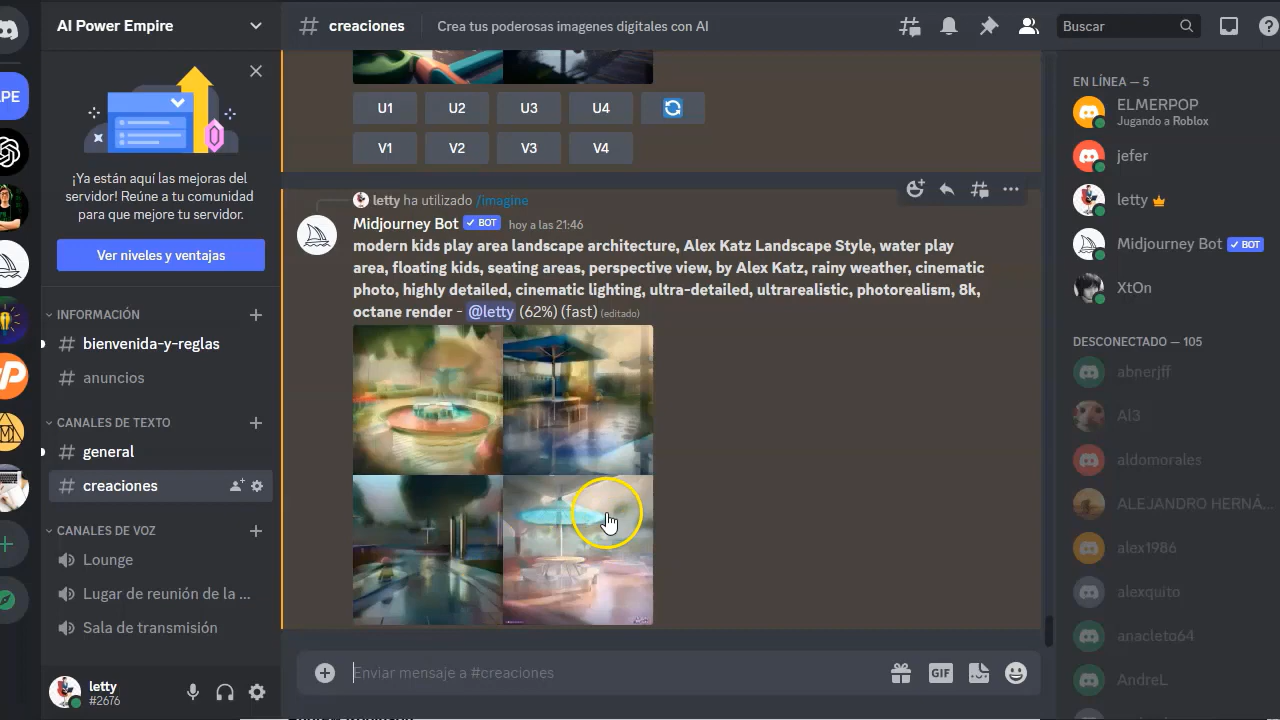 AI Power Empire
creaciones
Crea tus poderosas imagenes digitales con AI
Buscar
PE
¡Ya están aquí las mejoras del
servidor! Reúne a tu comunidad
para que mejore tu servidor.
Ver niveles y ventajas
INFORMACIÓN
bienvenida-y-reglas
anuncios
CANALES DE TEXTO
general
creaciones
CANALES DE VOZ
Lounge
Lugar de reunión de la ...
Sala de transmisión
letty
#2676
U1 U2 U3 U4
V1 V2 V3 V4
letty ha utilizado /imagine
Midjourney Bot ✓ BOT hoy a las 21:46
modern kids play area landscape architecture, Alex Katz Landscape Style, water play
area, floating kids, seating areas, perspective view, by Alex Katz, rainy weather, cinematic
photo, highly detailed, cinematic lighting, ultra-detailed, ultrarealistic, photorealism, 8k,
octane render - @letty (62%) (fast) (editado)
Enviar mensaje a #creaciones
GIF
EN LÍNEA — 5
ELMERPOP
Jugando a Roblox
jefer
letty
Midjourney Bot ✓ BOT
XtOn
DESCONECTADO — 105
abnerjff
Al3
aldomorales
ALEJANDRO HERNÁ...
alex1986
alexquito
anacleto64
AndreL